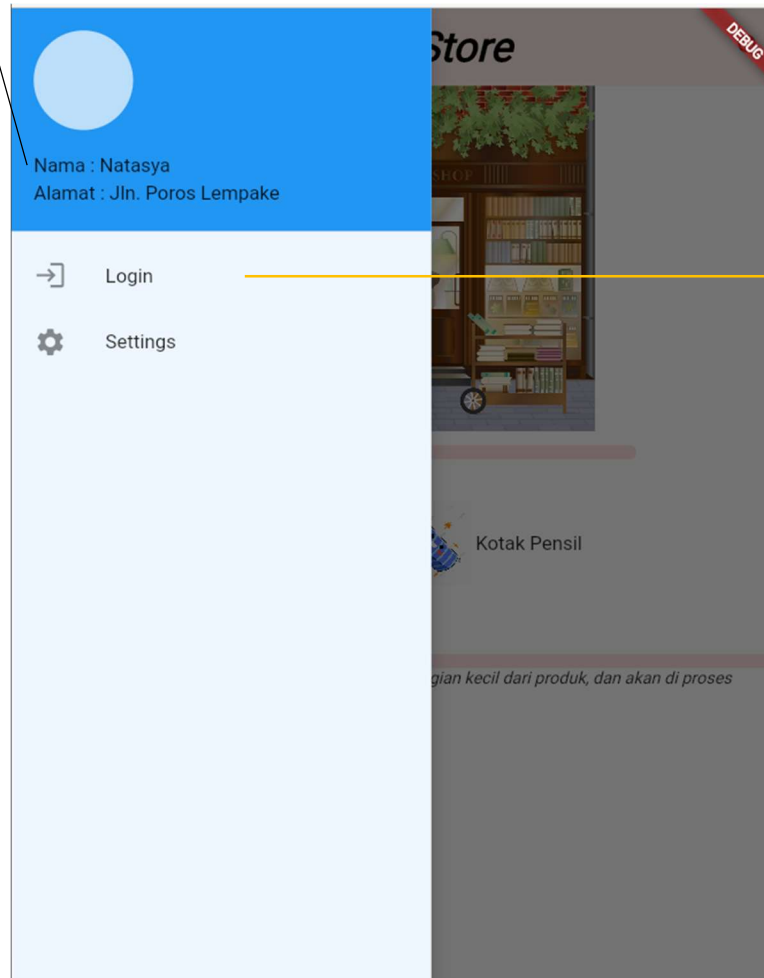 Store
DEBUG
SHOP
Nama : Natasya
Alamat : Jln. Poros Lempake
Login
Settings
Kotak Pensil
gian kecil dari produk, dan akan di proses